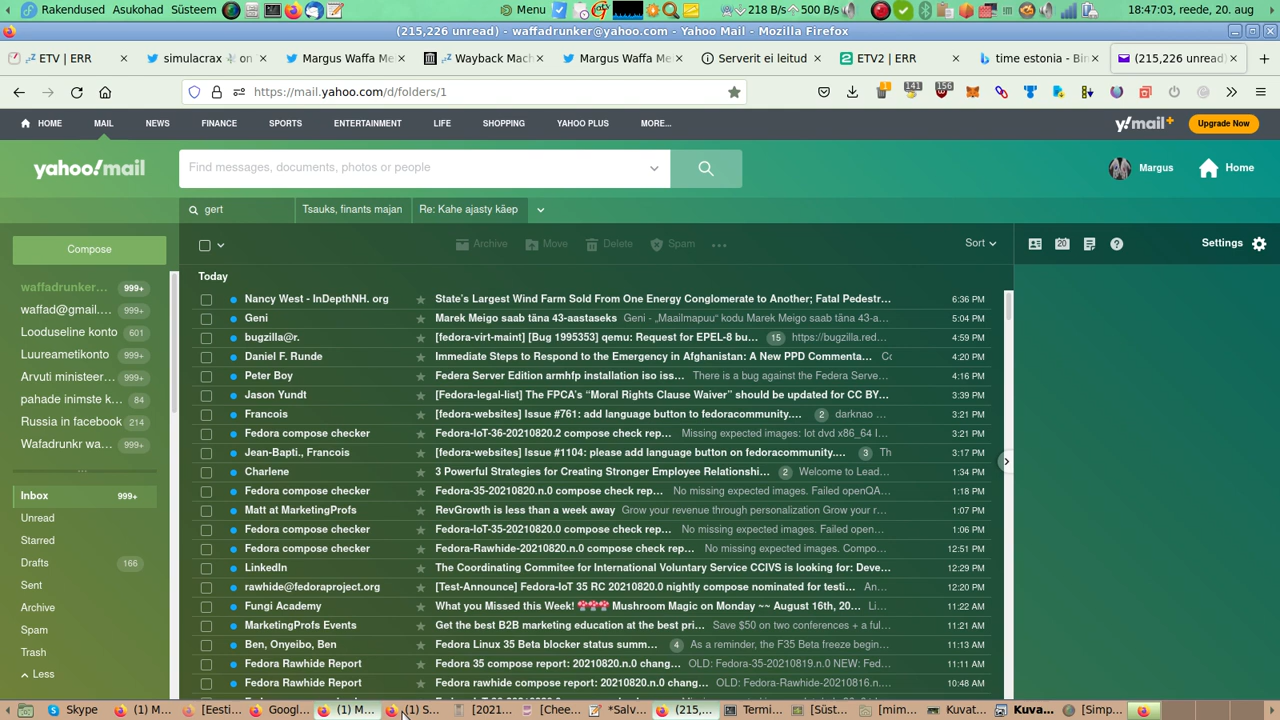 Rakendused Asukohad Süsteem Menu 218 B/s 500 B/s 18:47:03, reede, 20. aug
(215,226 unread) - waffadrunker@yahoo.com - Yahoo Mail - Mozilla Firefox
ETV | ERR simulacrax on Margus Waffa Me Wayback Mach Margus Waffa Me Serverit ei leitud ETV2 | ERR time estonia - Bin (215,226 unread)
https://mail.yahoo.com/d/folders/1 141 156
HOME MAIL NEWS FINANCE SPORTS ENTERTAINMENT LIFE SHOPPING YAHOO PLUS MORE... y!mail+ Upgrade Now
yahoo!mail Find messages, documents, photos or people Margus Home
gert Tsauks, finants majan Re: Kahe ajasty käep
Compose Archive Move Delete Spam Sort 20 Settings
Today
waffadrunker... 999+
waffad@gmail.... 999+
Looduseline konto 601
Luureametikonto 999+
Arvuti ministeer... 999+
pahade inimste k... 84
Russia in facebook 214
Wafadrunkr wa... 999+
Inbox 999+
Unread
Starred
Drafts 166
Sent
Archive
Spam
Trash
Less
Nancy West - InDepthNH. org State's Largest Wind Farm Sold From One Energy Conglomerate to Another; Fatal Pedestr... 6:36 PM
Geni Marek Meigo saab täna 43-aastaseks Geni - „Maailmapuu“ kodu Marek Meigo saab täna 43-a... 5:04 PM
bugzilla@r. [fedora-virt-maint] [Bug 1995353] qemu: Request for EPEL-8 bu... 15 https://bugzilla.red... 4:59 PM
Daniel F. Runde Immediate Steps to Respond to the Emergency in Afghanistan: A New PPD Commenta... Cc 4:20 PM
Peter Boy Federa Server Edition armhfp installation iso iss... There is a bug against the Federa Serve... 4:16 PM
Jason Yundt [Fedora-legal-list] The FPCA's “Moral Rights Clause Waiver” should be updated for CC BY... 3:39 PM
Francois [fedora-websites] Issue #761: add language button to fedoracommunity.... 2 darknao ... 3:21 PM
Fedora compose checker Fedora-IoT-36-20210820.2 compose check rep... Missing expected images: Iot dvd x86_64 I... 3:21 PM
Jean-Bapti., Francois [fedora-websites] Issue #1104: please add language button on fedoracommunity.... 3 Th 3:17 PM
Charlene 3 Powerful Strategies for Creating Stronger Employee Relationshi... 2 Welcome to Lead... 1:34 PM
Fedora compose checker Fedora-35-20210820.n.0 compose check rep... No missing expected images. Failed openQA... 1:18 PM
Matt at MarketingProfs RevGrowth is less than a week away Grow your revenue through personalization Grow your r... 1:07 PM
Fedora compose checker Fedora-IoT-35-20210820.0 compose check rep... No missing expected images. Failed open... 1:06 PM
Fedora compose checker Fedora-Rawhide-20210820.n.0 compose check rep... No missing expected images. Compo... 12:51 PM
LinkedIn The Coordinating Commitee for International Voluntary Service CCIVS is looking for: Deve... 12:29 PM
rawhide@fedoraproject.org [Test-Announce] Fedora-IoT 35 RC 20210820.0 nightly compose nominated for testi... An... 12:20 PM
Fungi Academy What you Missed this Week! 🍄🍄🍄 Mushroom Magic on Monday ~~ August 16th, 20... Li... 11:22 AM
MarketingProfs Events Get the best B2B marketing education at the best pri... Save $50 on two conferences + a ful... 11:21 AM
Ben, Onyeibo, Ben Fedora Linux 35 Beta blocker status summ... 4 As a reminder, the F35 Beta freeze begin... 11:13 AM
Fedora Rawhide Report Fedora 35 compose report: 20210820.n.0 chang... OLD: Fedora-35-20210819.n.0 NEW: Fed... 11:11 AM
Fedora Rawhide Report Fedora rawhide compose report: 20210820.n.0 chang... OLD: Fedora-Rawhide-20210816.n.... 10:48 AM
Skype (1) M... [Eesti... Googl... (1) M... (1) S... [2021... [Chee... *Salv... (215,... Termi... [Süst... [mim... Kuvat... Kuva... [Simp...